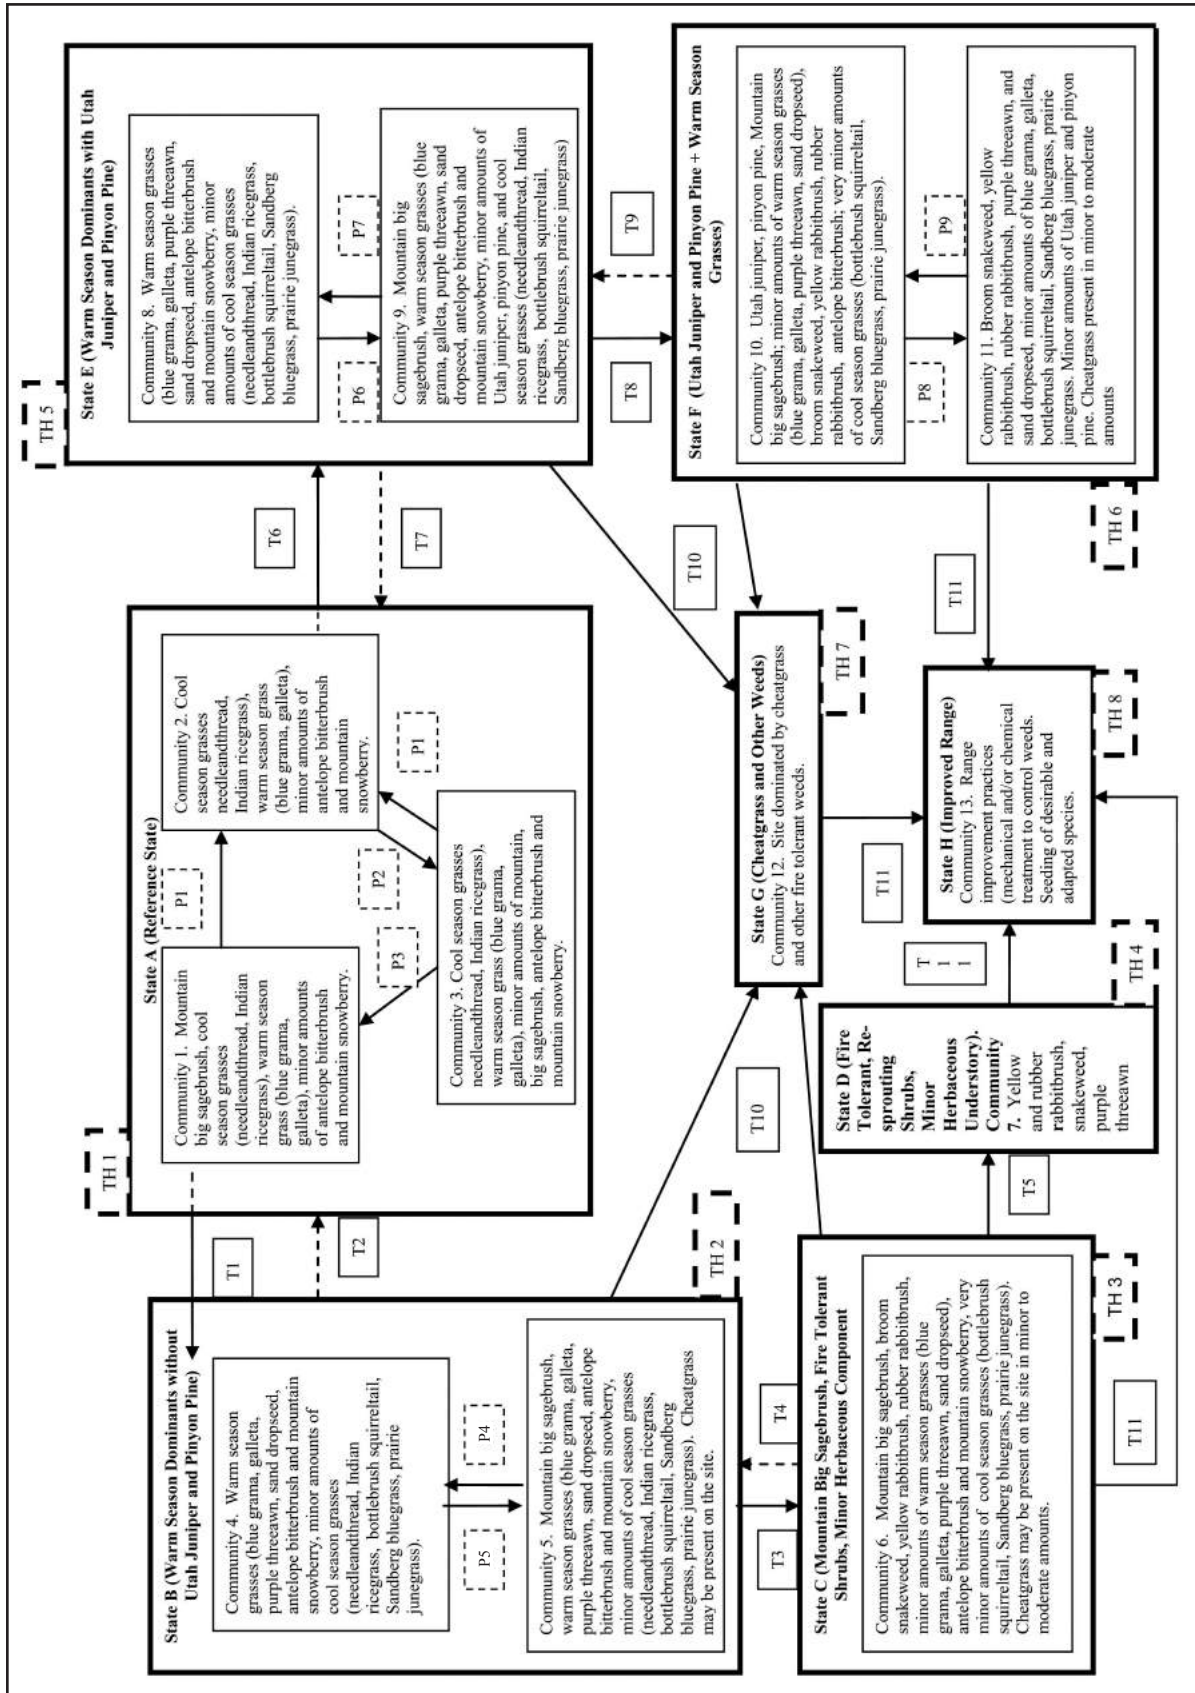 State B (Warm Season Dominants without
Utah Juniper and Pinyon Pine)
Community 4. Warm season
grasses (blue grama, galleta,
purple threeawn, sand dropseed,
antelope bitterbrush and mountain
snowberry, minor amounts of
cool season grasses
(needleandthread, Indian
ricegrass, bottlebrush squirreltail,
Sandberg bluegrass, prairie
junegrass).
P5
P4
Community 5. Mountain big sagebrush,
warm season grasses (blue grama, galleta,
purple threeawn, sand dropseed, antelope
bitterbrush and mountain snowberry,
minor amounts of cool season grasses
(needleandthread, Indian ricegrass,
bottlebrush squirreltail, Sandberg
bluegrass, prairie junegrass). Cheatgrass
may be present on the site.
TH 2
T1
T2
TH 1
State A (Reference State)
Community 1. Mountain
big sagebrush, cool
season grasses
(needleandthread, Indian
ricegrass), warm season
grass (blue grama,
galleta), minor amounts
of antelope bitterbrush
and mountain snowberry.
P1
Community 2. Cool
season grasses
needleandthread,
Indian ricegrass),
warm season grass
(blue grama, galleta),
minor amounts of
antelope bitterbrush
and mountain
snowberry.
P3
P2
P1
Community 3. Cool season grasses
needleandthread, Indian ricegrass),
warm season grass (blue grama,
galleta), minor amounts of mountain,
big sagebrush, antelope bitterbrush and
mountain snowberry.
T6
T7
TH 5
State E (Warm Season Dominants with Utah
Juniper and Pinyon Pine)
Community 8. Warm season grasses
(blue grama, galleta, purple threeawn,
sand dropseed, antelope bitterbrush
and mountain snowberry, minor
amounts of cool season grasses
(needleandthread, Indian ricegrass,
bottlebrush squirreltail, Sandberg
bluegrass, prairie junegrass).
P6
P7
Community 9. Mountain big
sagebrush, warm season grasses (blue
grama, galleta, purple threeawn, sand
dropseed, antelope bitterbrush and
mountain snowberry, minor amounts of
Utah juniper, pinyon pine, and cool
season grasses (needleandthread, Indian
ricegrass, bottlebrush squirreltail,
Sandberg bluegrass, prairie junegrass)
T3
T4
T10
T10
T8
T9
State C (Mountain Big Sagebrush, Fire Tolerant
Shrubs, Minor Herbaceous Component
Community 6. Mountain big sagebrush, broom
snakeweed, yellow rabbitbrush, rubber rabbitbrush,
minor amounts of warm season grasses (blue
grama, galleta, purple threeawn, sand dropseed),
antelope bitterbrush and mountain snowberry, very
minor amounts of cool season grasses (bottlebrush
squirreltail, Sandberg bluegrass, prairie junegrass).
Cheatgrass may be present on the site in minor to
moderate amounts.
TH 3
T5
State D (Fire
Tolerant, Re-
sprouting
Shrubs,
Minor
Herbaceous
Understory).
Community
7. Yellow
and rubber
rabbitbrush,
snakeweed,
purple
threeawn
TH 4
State G (Cheatgrass and Other Weeds)
Community 12. Site dominated by cheatgrass
and other fire tolerant weeds.
TH 7
T
1
1
T11
T11
State H (Improved Range)
Community 13. Range
improvement practices
(mechanical and/or chemical
treatment to control weeds.
Seeding of desirable and
adapted species.
TH 8
T11
State F (Utah Juniper and Pinyon Pine + Warm Season
Grasses)
Community 10. Utah juniper, pinyon pine, Mountain
big sagebrush; minor amounts of warm season grasses
(blue grama, galleta, purple threeawn, sand dropseed),
broom snakeweed, yellow rabbitbrush, rubber
rabbitbrush, antelope bitterbrush; very minor amounts
of cool season grasses (bottlebrush squirreltail,
Sandberg bluegrass, prairie junegrass).
P8
P9
Community 11. Broom snakeweed, yellow
rabbitbrush, rubber rabbitbrush, purple threeawn, and
sand dropseed, minor amounts of blue grama, galleta,
bottlebrush squirreltail, Sandberg bluegrass, prairie
junegrass. Minor amounts of Utah juniper and pinyon
pine. Cheatgrass present in minor to moderate
amounts
TH 6